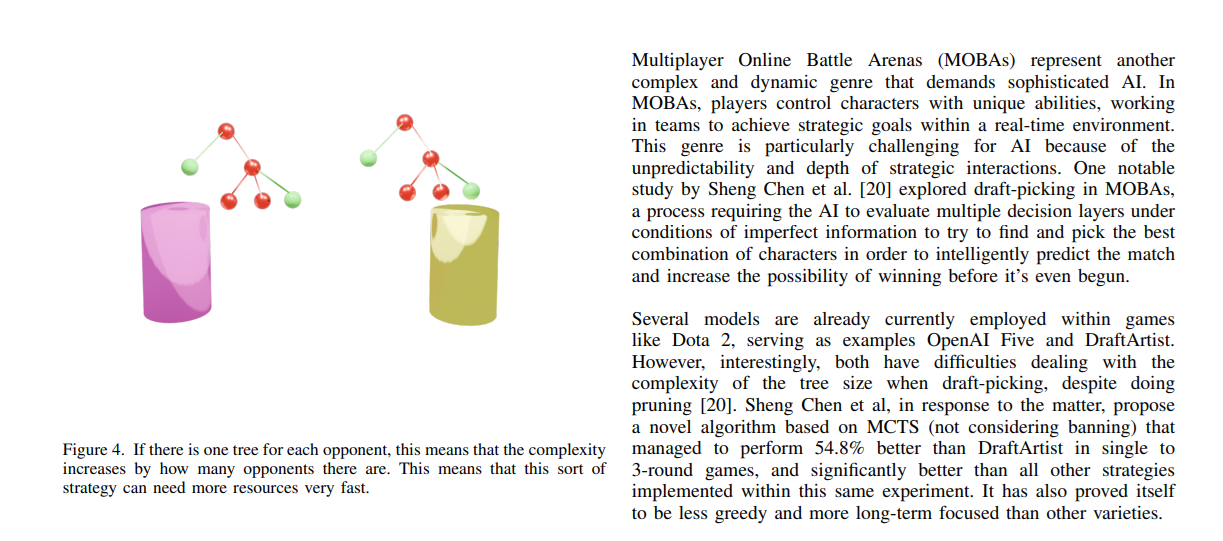 Figure 4. If there is one tree for each opponent, this means that the complexity
increases by how many opponents there are. This means that this sort of
strategy can need more resources very fast.
Multiplayer Online Battle Arenas (MOBAs) represent another
complex and dynamic genre that demands sophisticated AI. In
MOBAs, players control characters with unique abilities, working
in teams to achieve strategic goals within a real-time environment.
This genre is particularly challenging for AI because of the
unpredictability and depth of strategic interactions. One notable
study by Sheng Chen et al. [20] explored draft-picking in MOBAs,
a process requiring the AI to evaluate multiple decision layers under
conditions of imperfect information to try to find and pick the best
combination of characters in order to intelligently predict the match
and increase the possibility of winning before it's even begun.
Several models are already currently employed within games
like Dota 2, serving as examples OpenAI Five and DraftArtist.
However, interestingly, both have difficulties dealing with the
complexity of the tree size when draft-picking, despite doing
pruning [20]. Sheng Chen et al, in response to the matter, propose
a novel algorithm based on MCTS (not considering banning) that
managed to perform 54.8% better than DraftArtist in single to
3-round games, and significantly better than all other strategies
implemented within this same experiment. It has also proved itself
to be less greedy and more long-term focused than other varieties.